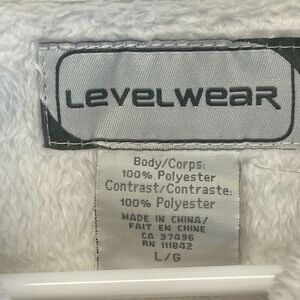 LEVELWEAR
Body/Corps:
100% Polyester
Contrast/Contraste:
100% Polyester
MADE IN CHINA/
FAIT EN CHINE
CA 37496
RN 111842
L/G